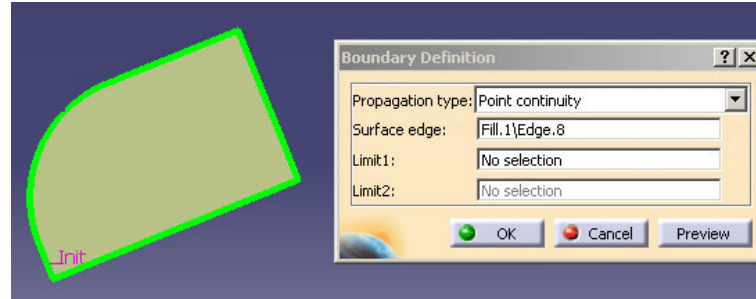 Boundary Definition
Propagation type: Point continuity
Surface edge: Fill.1\Edge.8
Limit1: No selection
Limit2: No selection
OK Cancel Preview
Init